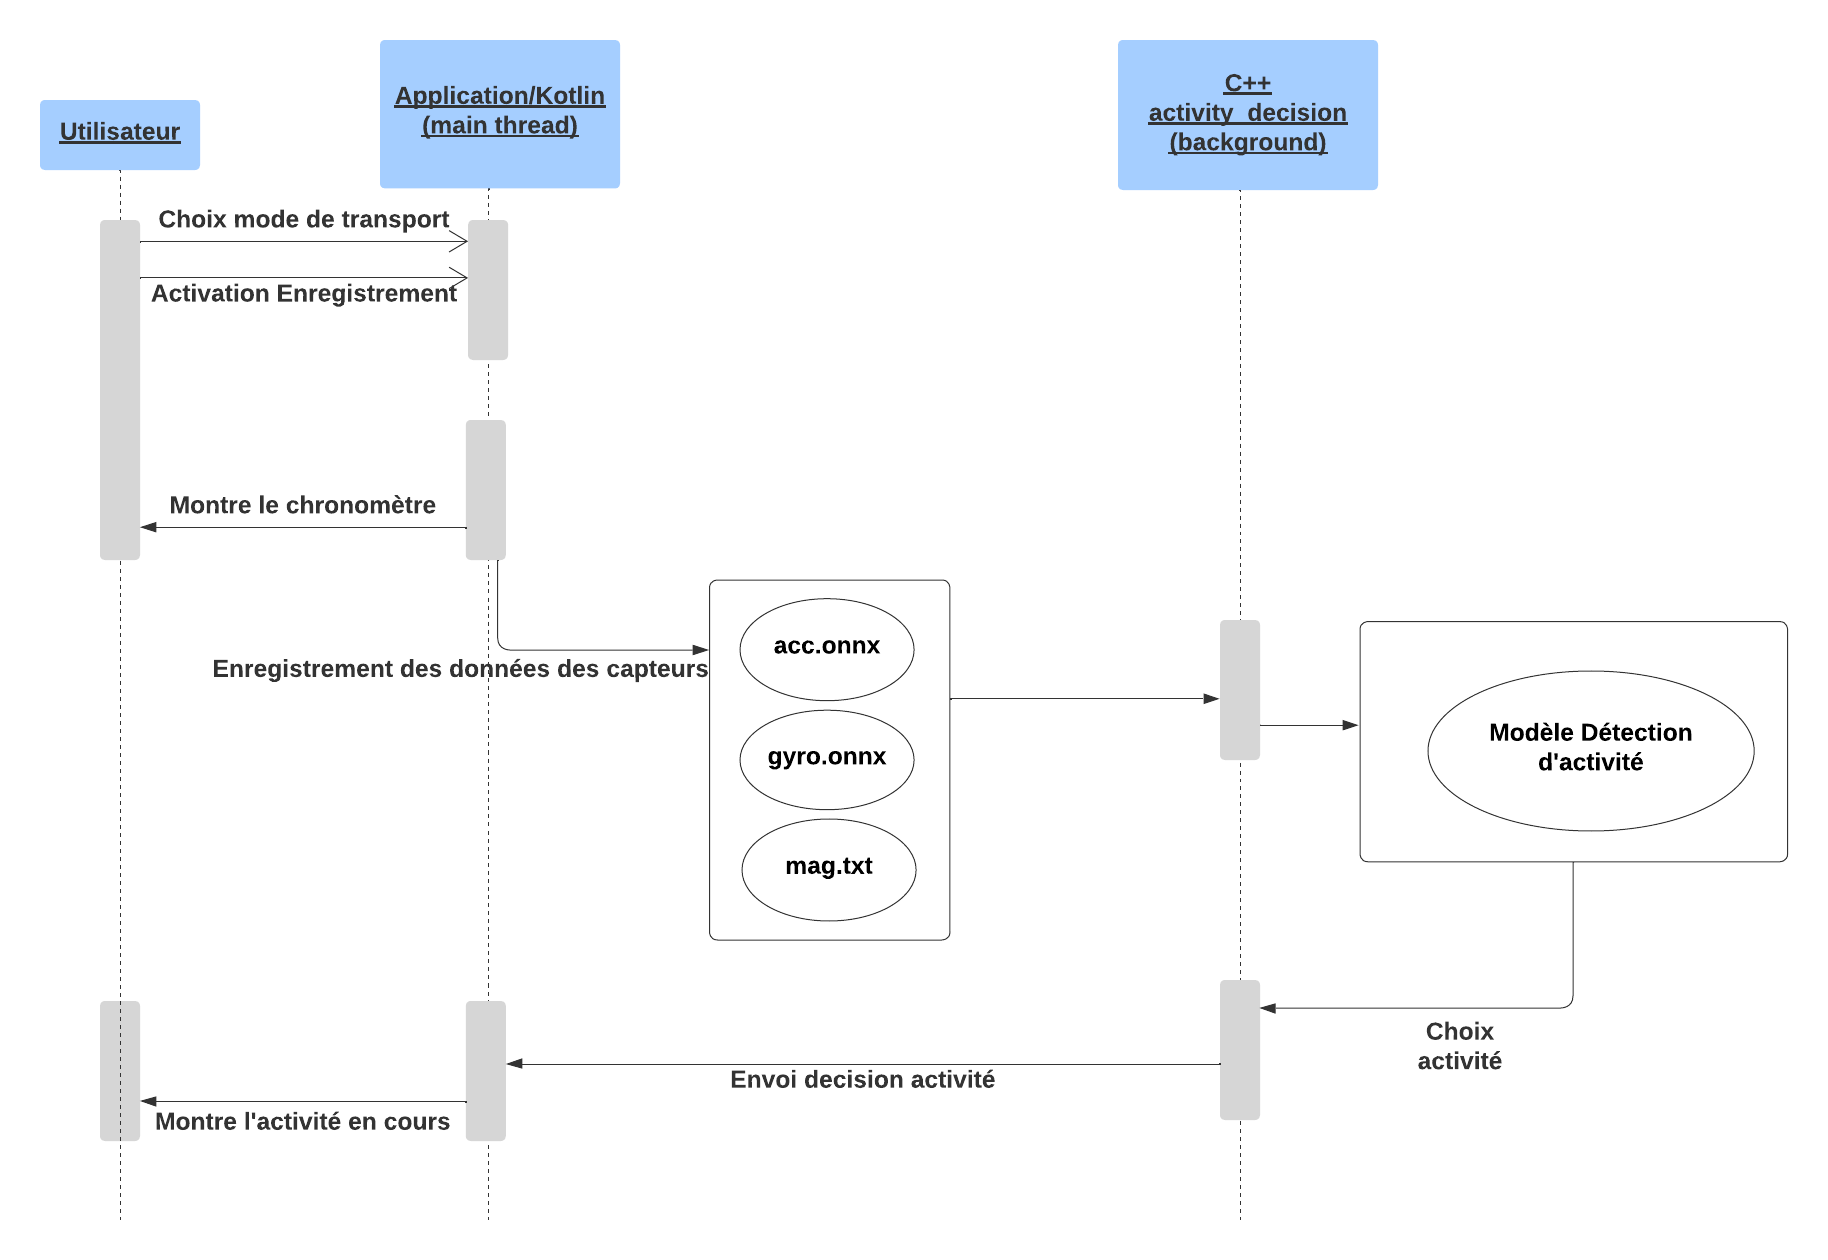 Utilisateur
Application/Kotlin
(main thread)
C++
activity_decision
(background)
Choix mode de transport
Activation Enregistrement
Montre le chronomètre
Enregistrement des données des capteurs
acc.onnx
gyro.onnx
mag.txt
Modèle Détection
d'activité
Choix
activité
Envoi decision activité
Montre l'activité en cours